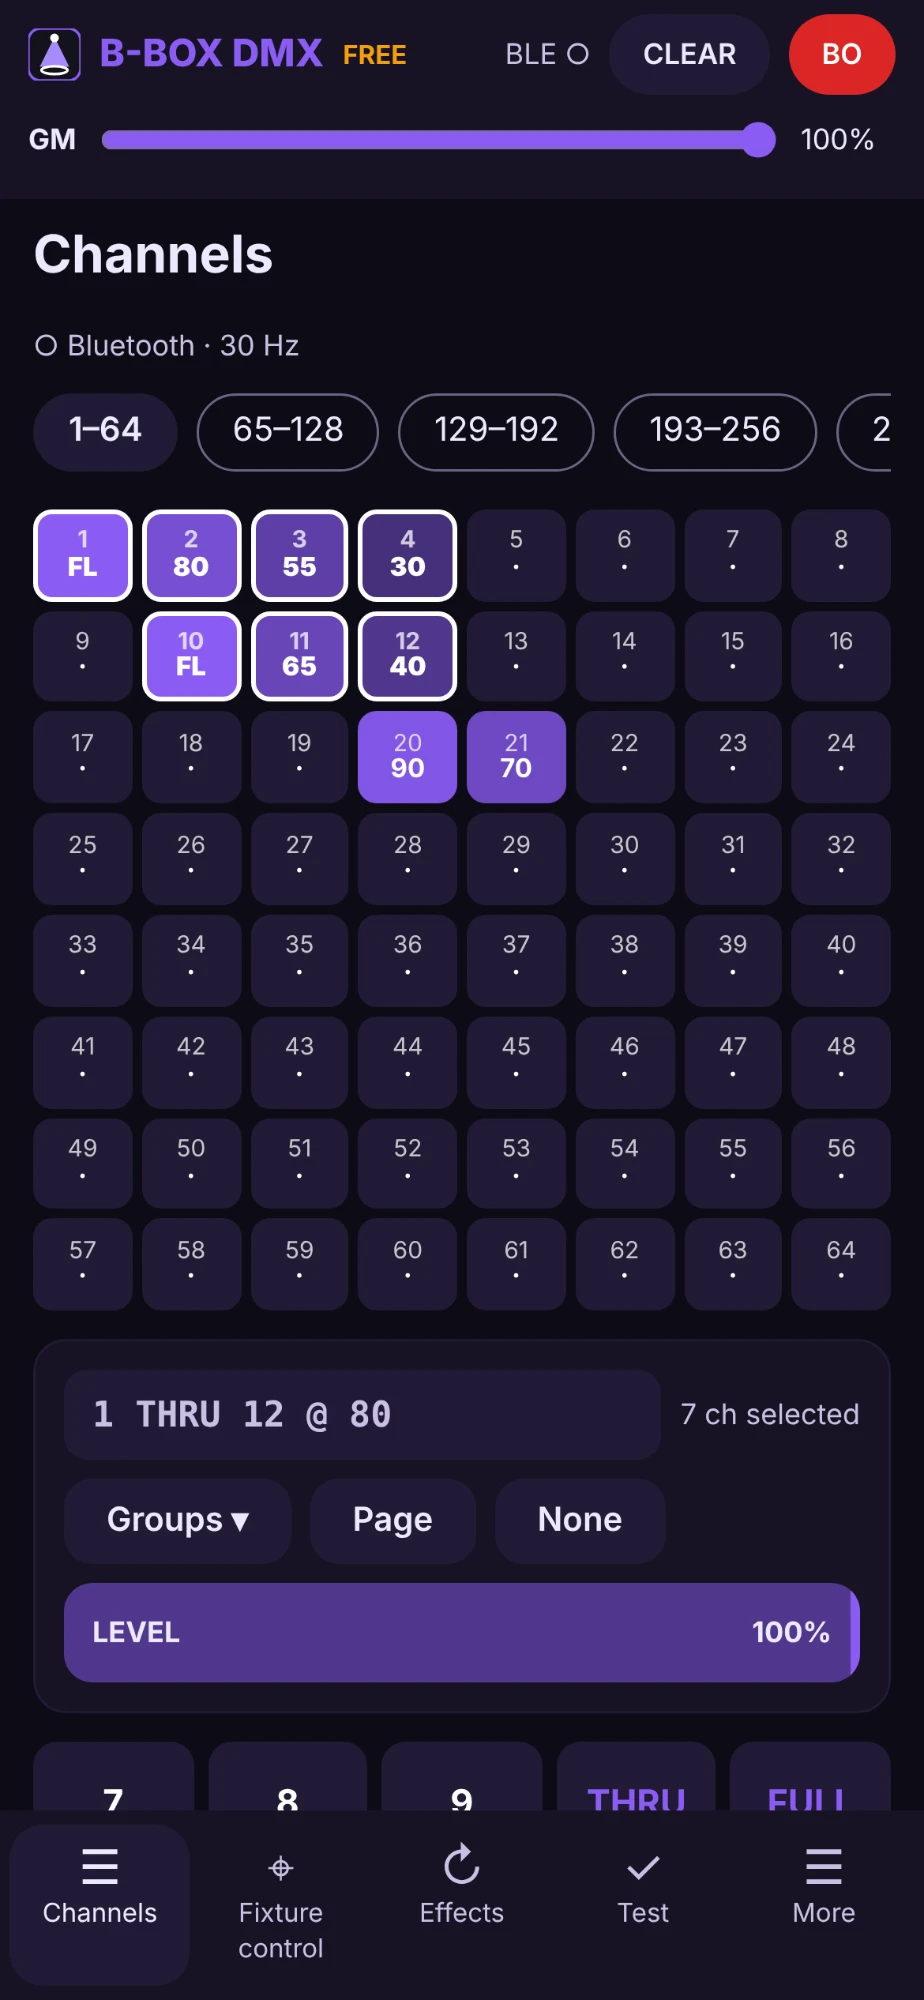 B-BOX DMX FREE BLE CLEAR BO
GM 100%
Channels
Bluetooth · 30 Hz
1–64 65–128 129–192 193–256 2
1 2 3 4 5 6 7 8
FL 80 55 30 • • • •
9 10 11 12 13 14 15 16
• FL 65 40 • • • •
17 18 19 20 21 22 23 24
• • • 90 70 • • •
25 26 27 28 29 30 31 32
• • • • • • • •
33 34 35 36 37 38 39 40
• • • • • • • •
41 42 43 44 45 46 47 48
• • • • • • • •
49 50 51 52 53 54 55 56
• • • • • • • •
57 58 59 60 61 62 63 64
• • • • • • • •
1 THRU 12 @ 80 7 ch selected
Groups ▾ Page None
LEVEL 100%
7 8 9 THRU FULL
Channels Fixture control Effects Test More